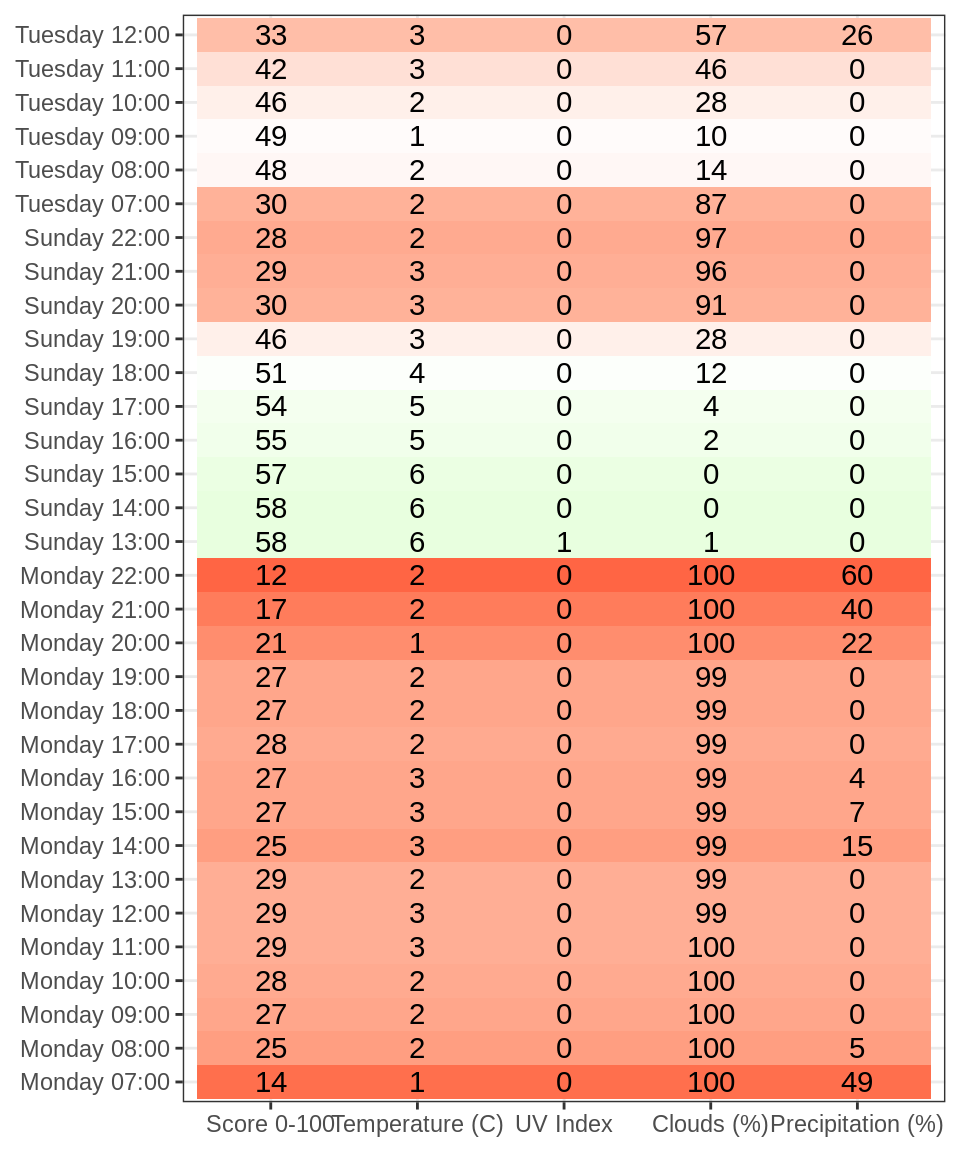 Tuesday 12:00 33 3 0 57 26
Tuesday 11:00 42 3 0 46 0
Tuesday 10:00 46 2 0 28 0
Tuesday 09:00 49 1 0 10 0
Tuesday 08:00 48 2 0 14 0
Tuesday 07:00 30 2 0 87 0
Sunday 22:00 28 2 0 97 0
Sunday 21:00 29 3 0 96 0
Sunday 20:00 30 3 0 91 0
Sunday 19:00 46 3 0 28 0
Sunday 18:00 51 4 0 12 0
Sunday 17:00 54 5 0 4 0
Sunday 16:00 55 5 0 2 0
Sunday 15:00 57 6 0 0 0
Sunday 14:00 58 6 0 0 0
Sunday 13:00 58 6 1 1 0
Monday 22:00 12 2 0 100 60
Monday 21:00 17 2 0 100 40
Monday 20:00 21 1 0 100 22
Monday 19:00 27 2 0 99 0
Monday 18:00 27 2 0 99 0
Monday 17:00 28 2 0 99 0
Monday 16:00 27 3 0 99 4
Monday 15:00 27 3 0 99 7
Monday 14:00 25 3 0 99 15
Monday 13:00 29 2 0 99 0
Monday 12:00 29 3 0 99 0
Monday 11:00 29 3 0 100 0
Monday 10:00 28 2 0 100 0
Monday 09:00 27 2 0 100 0
Monday 08:00 25 2 0 100 5
Monday 07:00 14 1 0 100 49
Score 0-100 Temperature (C) UV Index Clouds (%) Precipitation (%)